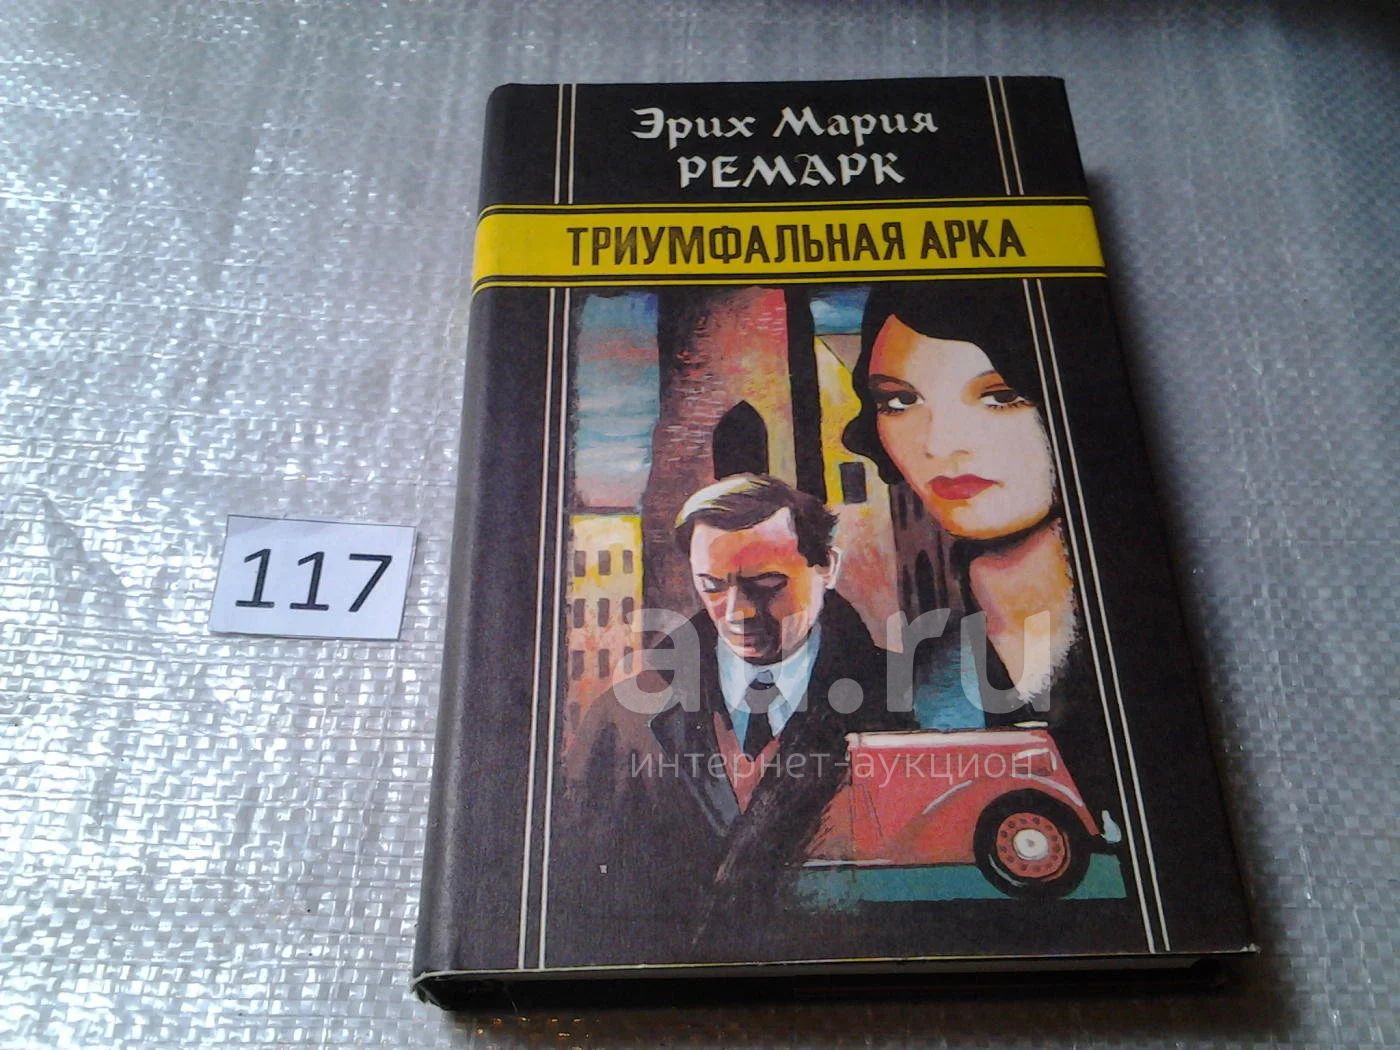 Эрих Мария
РЕМАРК
ТРИУМФАЛЬНАЯ АРКА
117
au.ru
интернет-аукцион